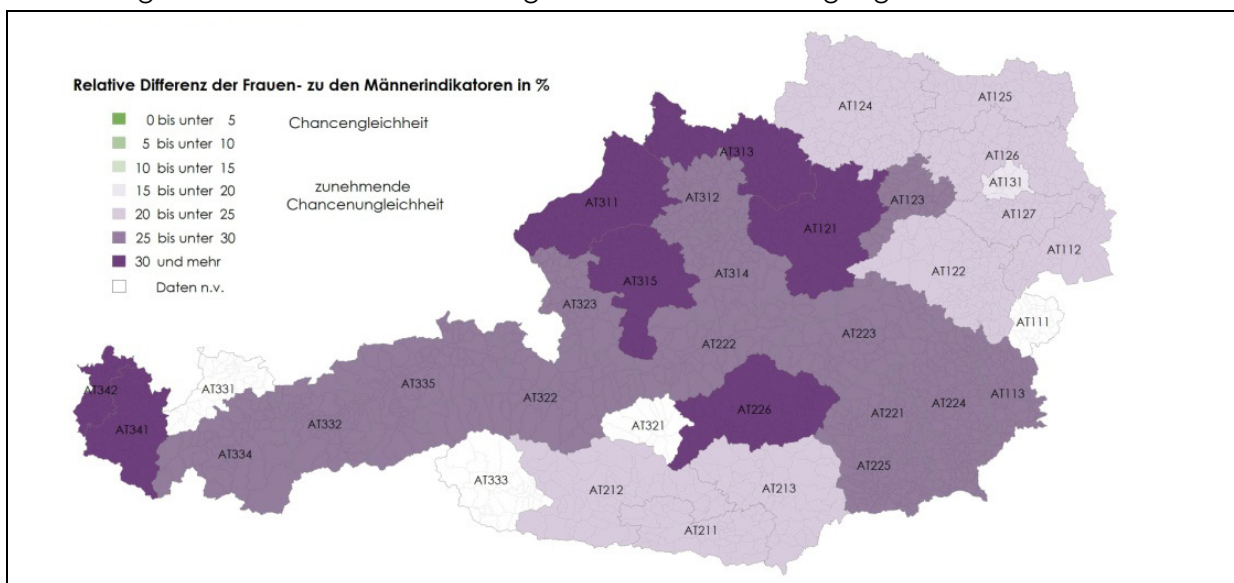 Relative Differenz der Frauen- zu den Männerindikatoren in %
0 bis unter 5
Chancengleichheit
5 bis unter 10
10 bis unter 15
15 bis unter 20
zunehmende
Chancenungleichheit
20 bis unter 25
25 bis unter 30
30 und mehr
Daten n.v.
AT124
AT125
AT126
AT131
AT127
AT112
AT122
AT111
AT123
AT121
AT313
AT312
AT311
AT315
AT314
AT323
AT222
AT223
AT113
AT224
AT221
AT225
AT226
AT321
AT322
AT335
AT332
AT334
AT331
AT342
AT341
AT333
AT212
AT213
AT211